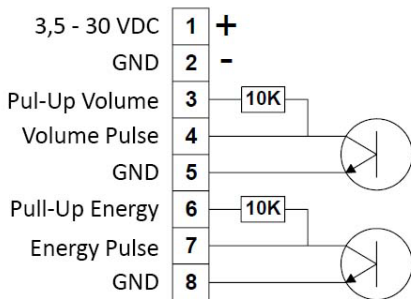 3,5 - 30 VDC 1 +
GND 2 -
Pul-Up Volume 3 10K
Volume Pulse 4
GND 5
Pull-Up Energy 6 10K
Energy Pulse 7
GND 8